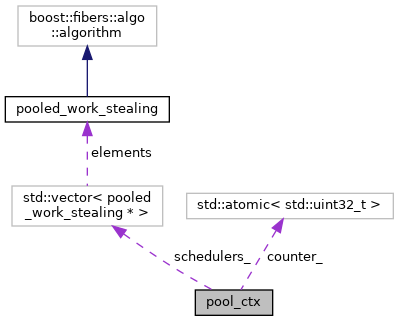 boost::fibers::algo
::algorithm
pooled_work_stealing
elements
std::vector< pooled
_work_stealing * >
std::atomic< std::uint32_t >
schedulers_
counter_
pool_ctx